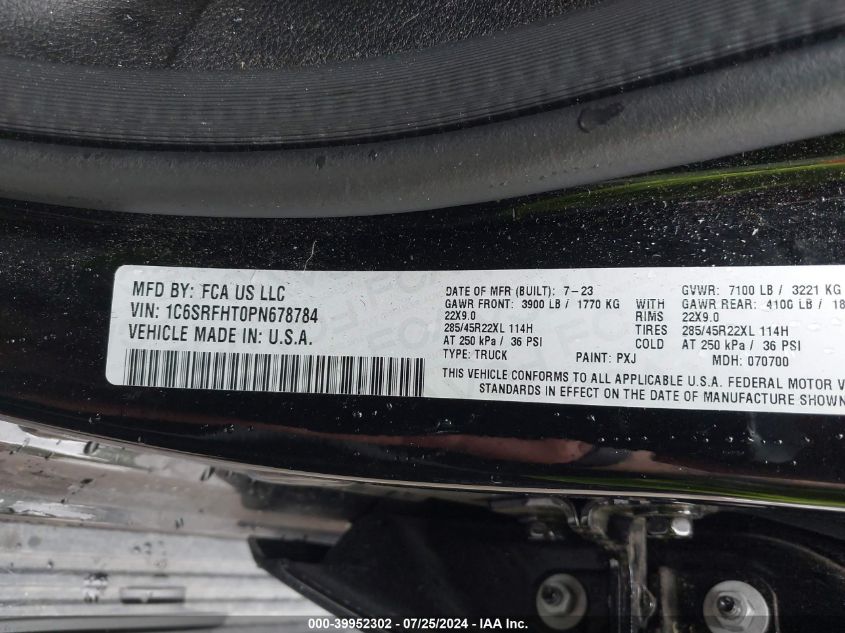 MFD BY: FCA US LLC
VIN: 1C6SRFHT0PN678784
VEHICLE MADE IN: U.S.A.
DATE OF MFR (BUILT): 7-23 GVWR: 7100 LB / 3221 KG
GAWR FRONT: 3900 LB / 1770 KG WITH GAWR REAR: 4100 LB / 18
22X9.0 RIMS 22X9.0
285/45R22XL 114H TIRES 285/45R22XL 114H
AT 250 kPa / 36 PSI COLD AT 250 kPa / 36 PSI
TYPE: TRUCK PAINT: PXJ MDH: 070700
THIS VEHICLE CONFORMS TO ALL APPLICABLE U.S.A. FEDERAL MOTOR V
STANDARDS IN EFFECT ON THE DATE OF MANUFACTURE SHOWN
000-39952302 - 07/25/2024 - IAA Inc.